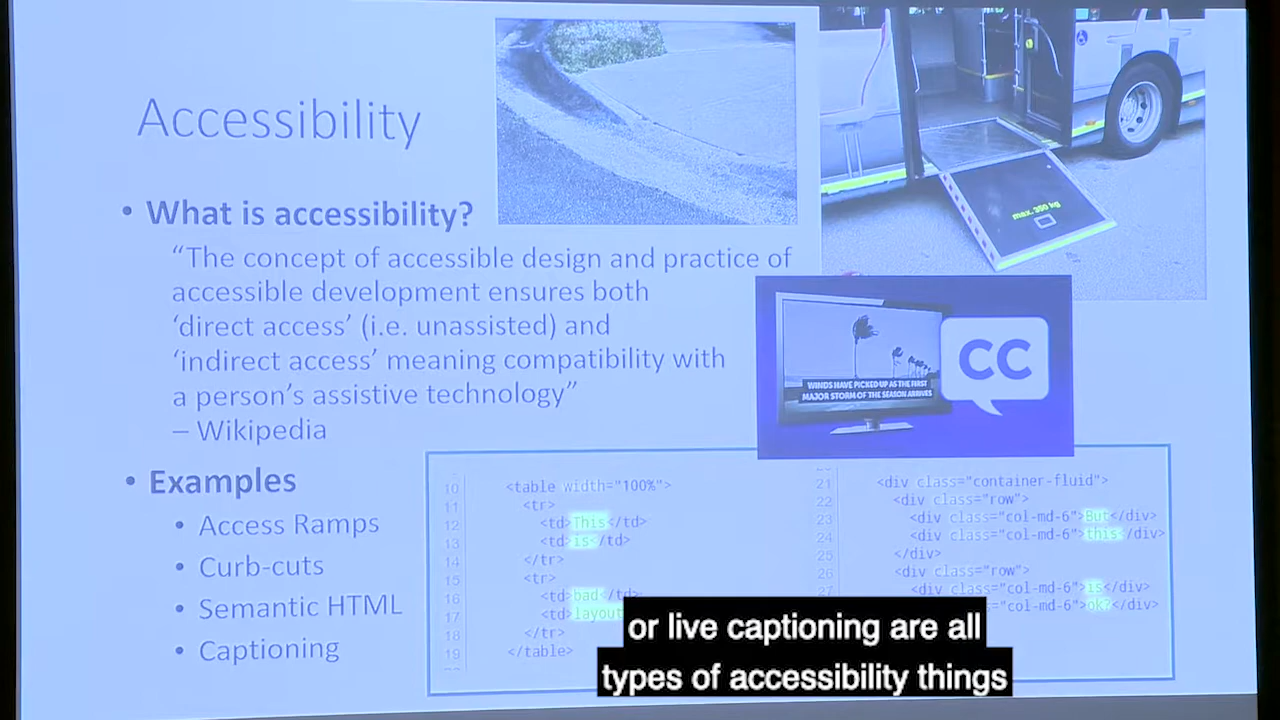 Accessibility
• What is accessibility?
“The concept of accessible design and practice of
accessible development ensures both
‘direct access’ (i.e. unassisted) and
‘indirect access’ meaning compatibility with
a person’s assistive technology”
– Wikipedia
• Examples
• Access Ramps
• Curb-cuts
• Semantic HTML
• Captioning
max. 350 kg
WINDS HAVE PICKED UP AS THE FIRST
MAJOR STORM OF THE SEASON ARRIVES
CC
10 <table width="100%">
11 <tr>
12 <td>This</td>
13 <td>is</td>
14 </tr>
15 <tr>
16 <td>bad</td>
17 <td>layout
18 </tr>
19 </table>
21 <div class="container-fluid">
22 <div class="row">
23 <div class="col-md-6">But</div>
24 <div class="col-md-6">this</div>
25 </div>
26 <div class="row">
27 <div class="col-md-6">is</div>
<div class="col-md-6">ok?</div>
or live captioning are all
types of accessibility things